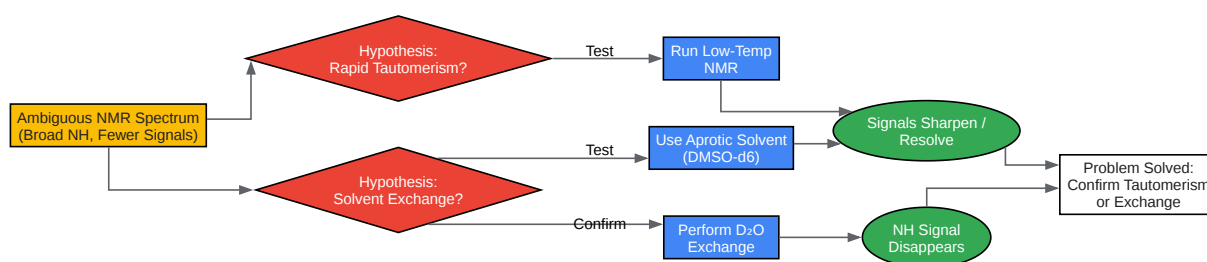 Ambiguous NMR Spectrum
(Broad NH, Fewer Signals)
Hypothesis:
Rapid Tautomerism?
Test
Run Low-Temp
NMR
Hypothesis:
Solvent Exchange?
Test
Use Aprotic Solvent
(DMSO-d6)
Signals Sharpen /
Resolve
Confirm
Perform D₂O
Exchange
NH Signal
Disappears
Problem Solved:
Confirm Tautomerism
or Exchange